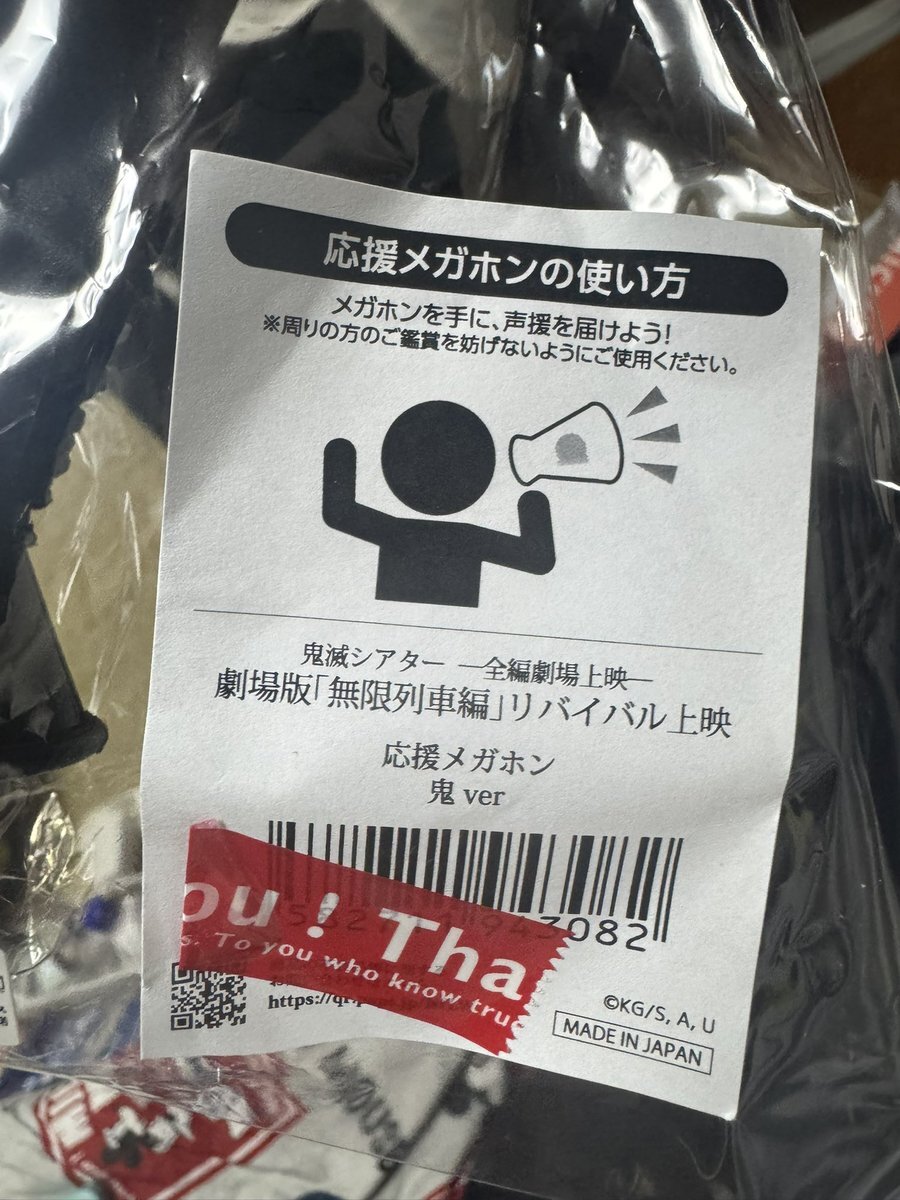 応援メガホンの使い方
メガホンを手に、声援を届けよう!
※周りの方のご鑑賞を妨げないようにご使用ください。
鬼滅シアター ―全編劇場上映―
劇場版「無限列車編」リバイバル上映
応援メガホン
鬼 ver
943082
ou ! Tha
To you who know
©KG/S, A, U
MADE IN JAPAN